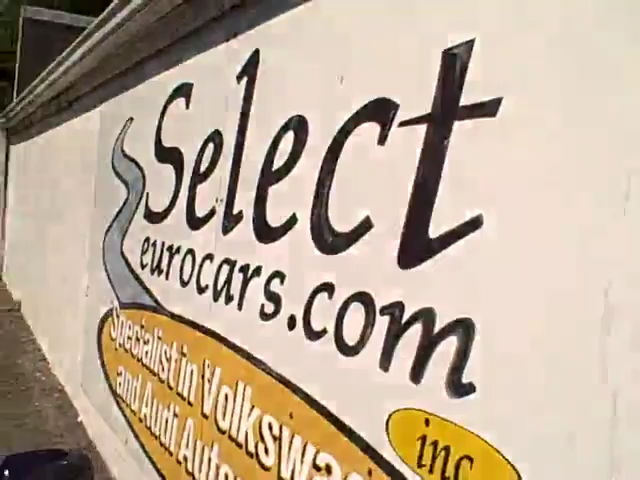 Select
eurocars.com
inc
Specialist in Volkswa
and Audi Auto